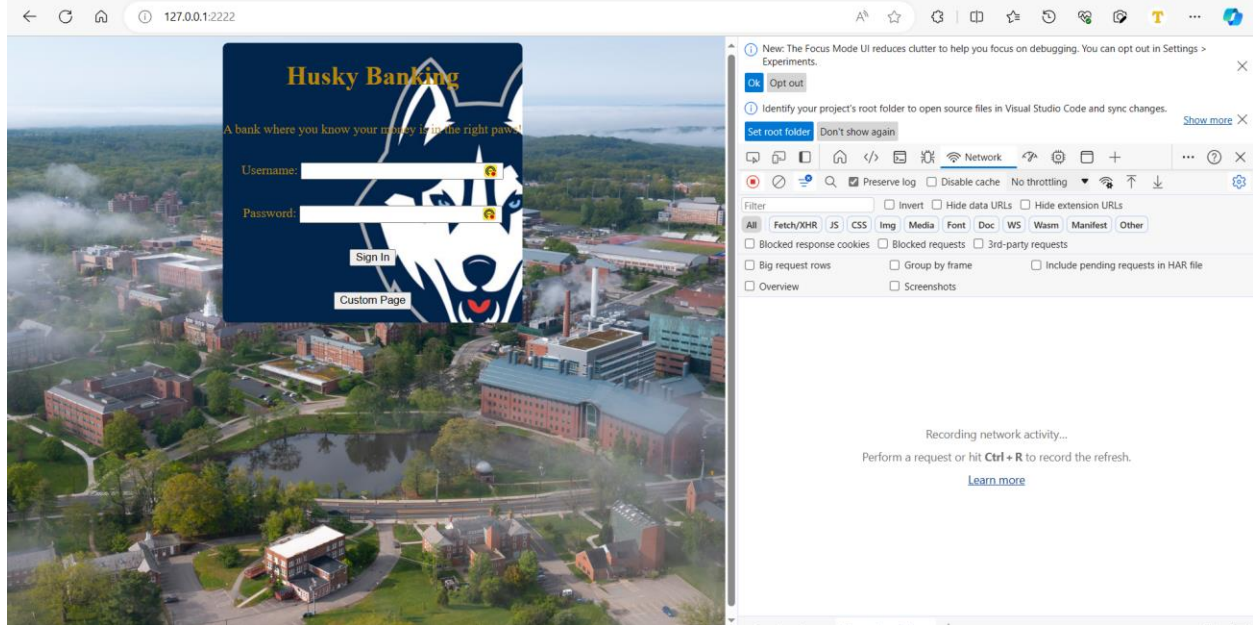 127.0.0.1:2222
Husky Banking
A bank where you know your money is in the right paws!
Username:
Password:
Sign In
Custom Page
New: The Focus Mode UI reduces clutter to help you focus on debugging. You can opt out in Settings >
Experiments.
Ok Opt out
Identify your project's root folder to open source files in Visual Studio Code and sync changes.
Show more
Set root folder Don't show again
Network
Preserve log Disable cache No throttling
Filter Invert Hide data URLs Hide extension URLs
All Fetch/XHR JS CSS Img Media Font Doc WS Wasm Manifest Other
Blocked response cookies Blocked requests 3rd-party requests
Big request rows Group by frame Include pending requests in HAR file
Overview Screenshots
Recording network activity...
Perform a request or hit Ctrl + R to record the refresh.
Learn more